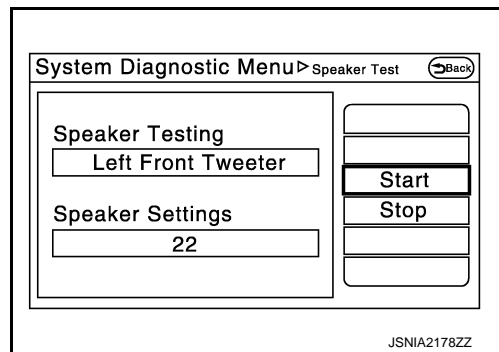 System Diagnostic Menu▷Speaker Test Back
Speaker Testing
Left Front Tweeter
Start
Speaker Settings
Stop
22
JSNIA2178ZZ